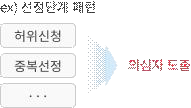 ex) 선정단계 패턴
허위신청
중복선정
의심자 도출
. . .